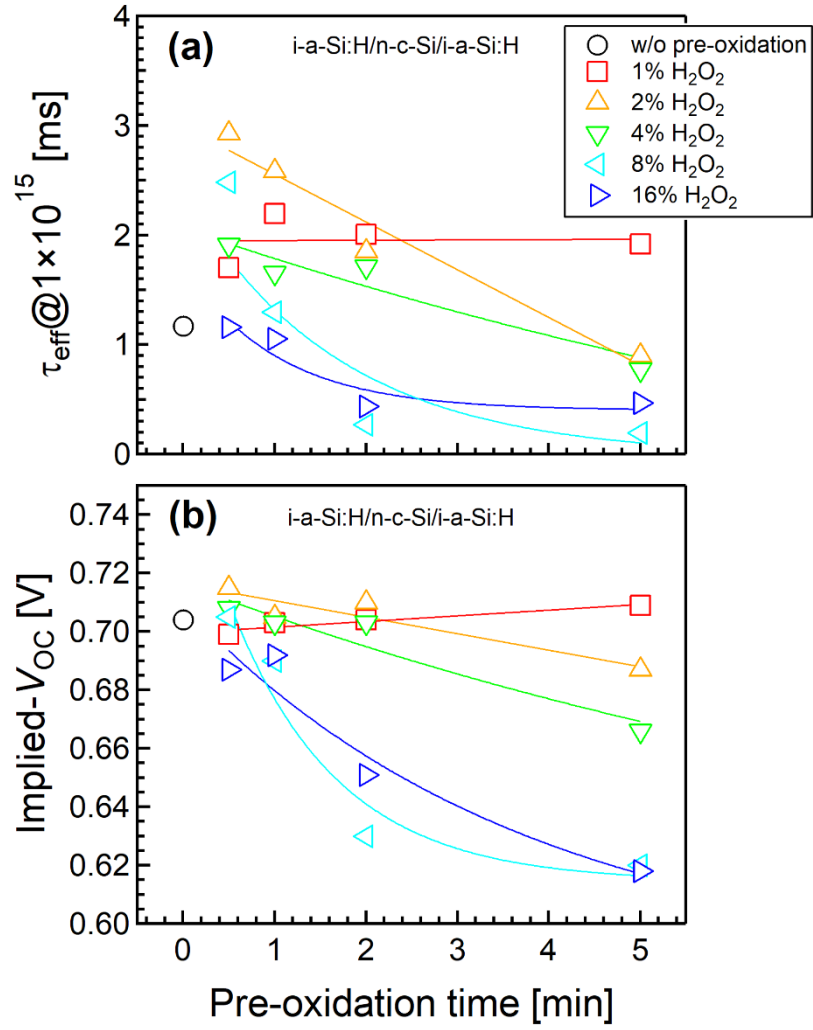 (a)
i-a-Si:H/n-c-Si/i-a-Si:H
w/o pre-oxidation
1% H₂O₂
2% H₂O₂
4% H₂O₂
8% H₂O₂
16% H₂O₂
τeff@1×10¹⁵ [ms]
4
3
2
1
0
(b)
i-a-Si:H/n-c-Si/i-a-Si:H
Implied-VOC [V]
0.74
0.72
0.70
0.68
0.66
0.64
0.62
0.60
0 1 2 3 4 5
Pre-oxidation time [min]